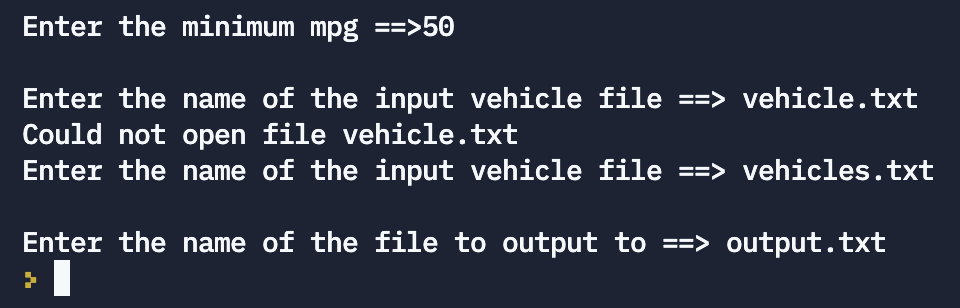 Enter the minimum mpg ==>50
Enter the name of the input vehicle file ==> vehicle.txt
Could not open file vehicle.txt
Enter the name of the input vehicle file ==> vehicles.txt
Enter the name of the file to output to ==> output.txt
>